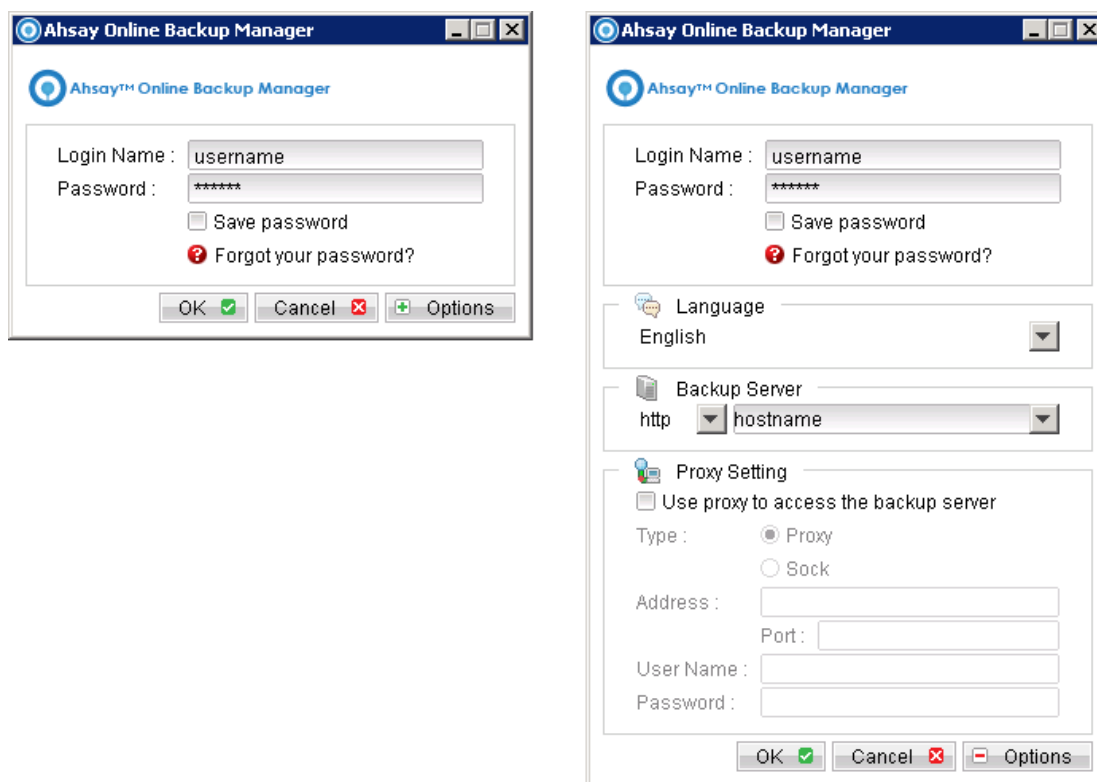 Ahsay Online Backup Manager
Ahsay™ Online Backup Manager
Login Name :
username
Password :
******
Save password
Forgot your password?
OK
Cancel
Options
Ahsay Online Backup Manager
Ahsay™ Online Backup Manager
Login Name :
username
Password :
******
Save password
Forgot your password?
Language
English
Backup Server
http
hostname
Proxy Setting
Use proxy to access the backup server
Type :
Proxy
Sock
Address :
Port :
User Name :
Password :
OK
Cancel
Options